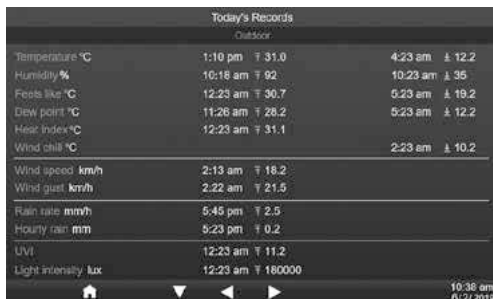 Today's Records
Outdoor
Temperature °C 1:10 pm 31.0 4:23 am 12.2
Humidity % 10:18 am 92 10:23 am 35
Feels like °C 12:23 am 30.7 5:23 am 19.2
Dew point °C 11:26 am 28.2 5:23 am 12.2
Heat index °C 12:23 am 31.1
Wind chill °C 2:23 am 10.2
Wind speed km/h 2:13 am 18.2
Wind gust km/h 2:22 am 21.5
Rain rate mm/h 5:45 pm 2.5
Hourly rain mm 5:23 pm 0.2
UVI 12:23 am 11.2
Light intensity lux 12:23 am 180000
10:38 am